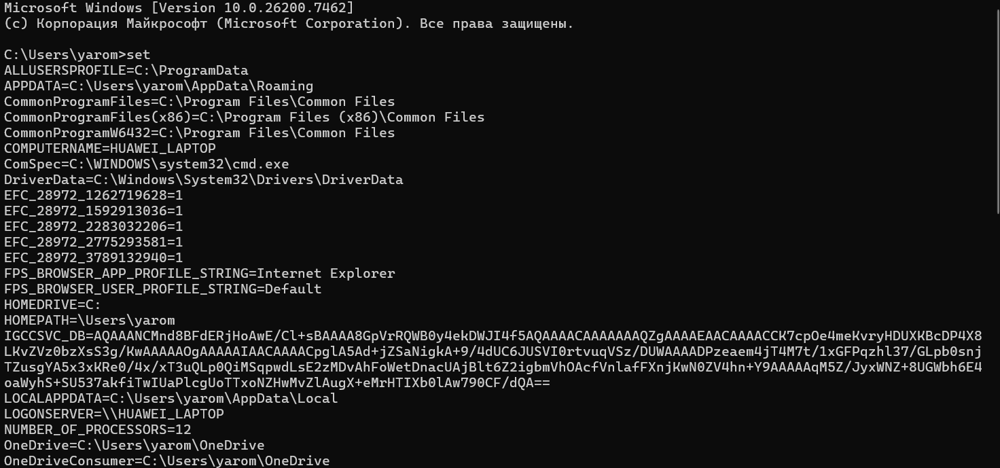 Microsoft Windows [Version 10.0.26200.7462]
(c) Корпорация Майкрософт (Microsoft Corporation). Все права защищены.
C:\Users\yarom>set
ALLUSERSPROFILE=C:\ProgramData
APPDATA=C:\Users\yarom\AppData\Roaming
CommonProgramFiles=C:\Program Files\Common Files
CommonProgramFiles(x86)=C:\Program Files (x86)\Common Files
CommonProgramW6432=C:\Program Files\Common Files
COMPUTERNAME=HUAWEI_LAPTOP
ComSpec=C:\WINDOWS\system32\cmd.exe
DriverData=C:\Windows\System32\Drivers\DriverData
EFC_28972_1262719628=1
EFC_28972_1592913036=1
EFC_28972_2283032206=1
EFC_28972_2775293581=1
EFC_28972_3789132940=1
FPS_BROWSER_APP_PROFILE_STRING=Internet Explorer
FPS_BROWSER_USER_PROFILE_STRING=Default
HOMEDRIVE=C:
HOMEPATH=\Users\yarom
IGCCSVC_DB=AQAAANCMnd8BFdERjHoAwE/Cl+sBAAAA8GpVrRQWB0y4ekDWJI4f5AQAAAACAAAAAAAQZgAAAAEAACAAAACCK7cpOe4meKvryHDUXKBcDP4X8
LKvZVz0bzXsS3g/KwAAAAAOgAAAAAIAACAAAACpglA5Ad+jZSaNigkA+9/4dUC6JUSVI0rtvuqVSz/DUWAAAADPzeaem4jT4M7t/1xGFPqzhl37/GLpb0snj
TZusgYA5x3xKRe0/4x/xT3uQLp0QiMSqpwdLsE2zMDvAhFoWetDnacUAjBlt6Z2igbmVhOAcfVnlafFXnjKwN0ZV4hn+Y9AAAAAqM5Z/JyxWNZ+8UGWbh6E4
oaWyhS+SU537akfiTwIUaPlcgUoTTxoNZHwMvZlAugX+eMrHTIXb0lAw790CF/dQA==
LOCALAPPDATA=C:\Users\yarom\AppData\Local
LOGONSERVER=\\HUAWEI_LAPTOP
NUMBER_OF_PROCESSORS=12
OneDrive=C:\Users\yarom\OneDrive
OneDriveConsumer=C:\Users\yarom\OneDrive